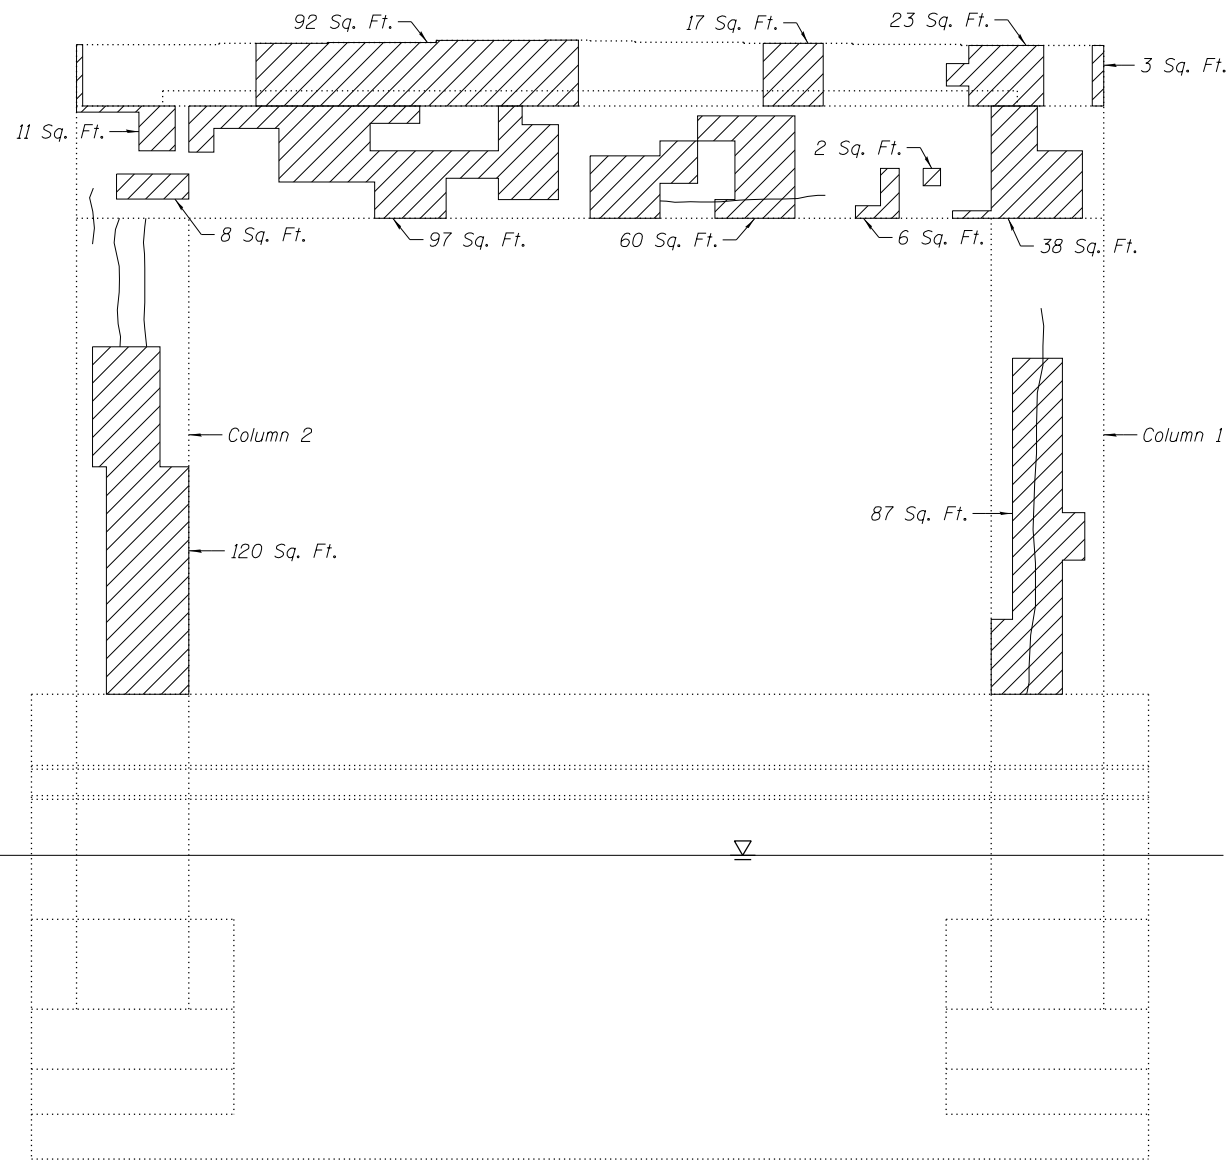 92 Sq. Ft.
17 Sq. Ft.
23 Sq. Ft.
3 Sq. Ft.
11 Sq. Ft.
2 Sq. Ft.
8 Sq. Ft.
97 Sq. Ft.
60 Sq. Ft.
6 Sq. Ft.
38 Sq. Ft.
Column 2
Column 1
87 Sq. Ft.
120 Sq. Ft.